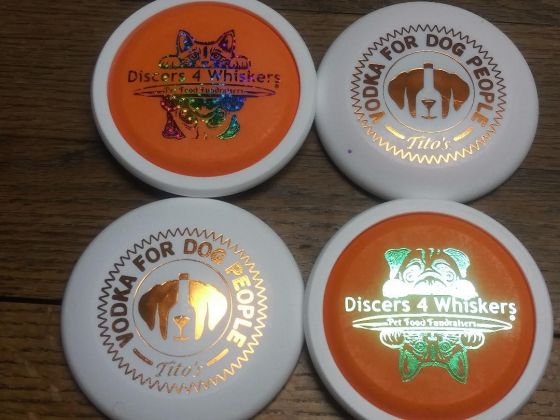 Discers 4 Whiskers
Pet Food Fundraisers
VODKA FOR DOG PEOPLE
Tito's
VODKA FOR DOG PEOPLE
Tito's
Discers 4 Whiskers
Pet Food Fundraisers